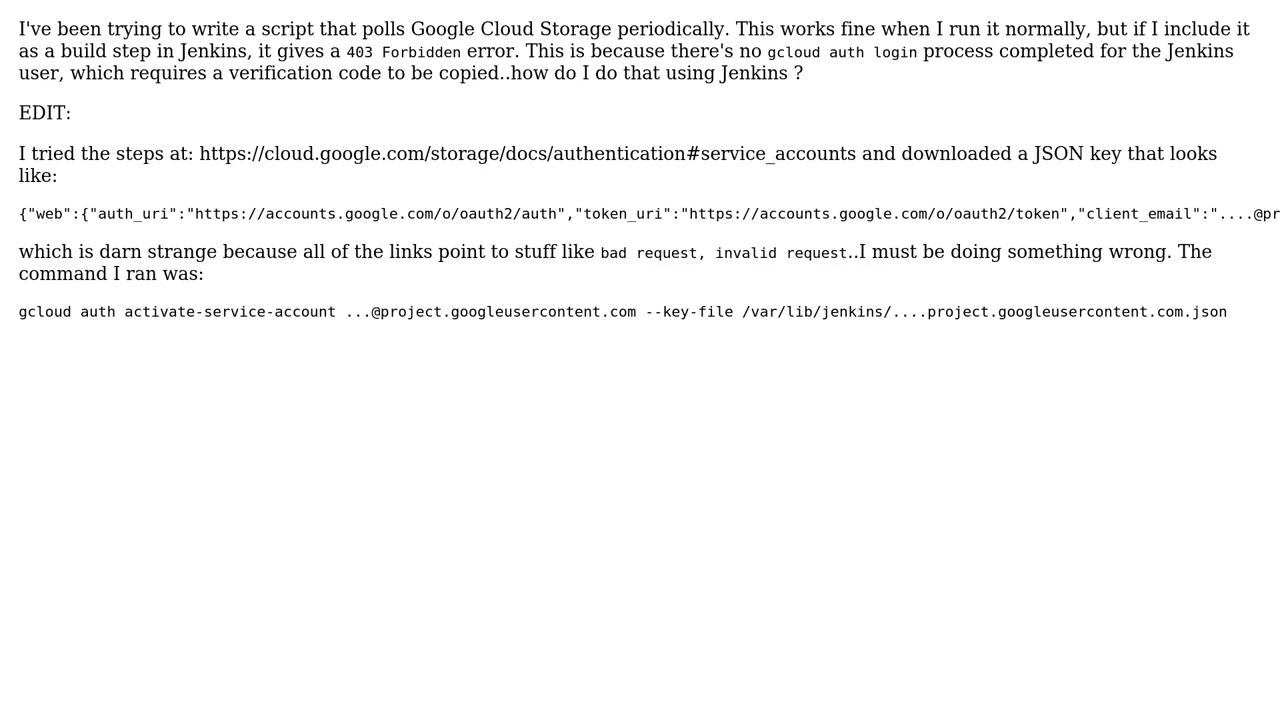 I've been trying to write a script that polls Google Cloud Storage periodically. This works fine when I run it normally, but if I include it
as a build step in Jenkins, it gives a 403 Forbidden error. This is because there's no gcloud auth login process completed for the Jenkins
user, which requires a verification code to be copied..how do I do that using Jenkins ?
EDIT:
I tried the steps at: https://cloud.google.com/storage/docs/authentication#service_accounts and downloaded a JSON key that looks
like:
{"web":{"auth_uri":"https://accounts.google.com/o/oauth2/auth","token_uri":"https://accounts.google.com/o/oauth2/token","client_email":"....@pr
which is darn strange because all of the links point to stuff like bad request, invalid request..I must be doing something wrong. The
command I ran was:
gcloud auth activate-service-account ...@project.googleusercontent.com --key-file /var/lib/jenkins/....project.googleusercontent.com.json